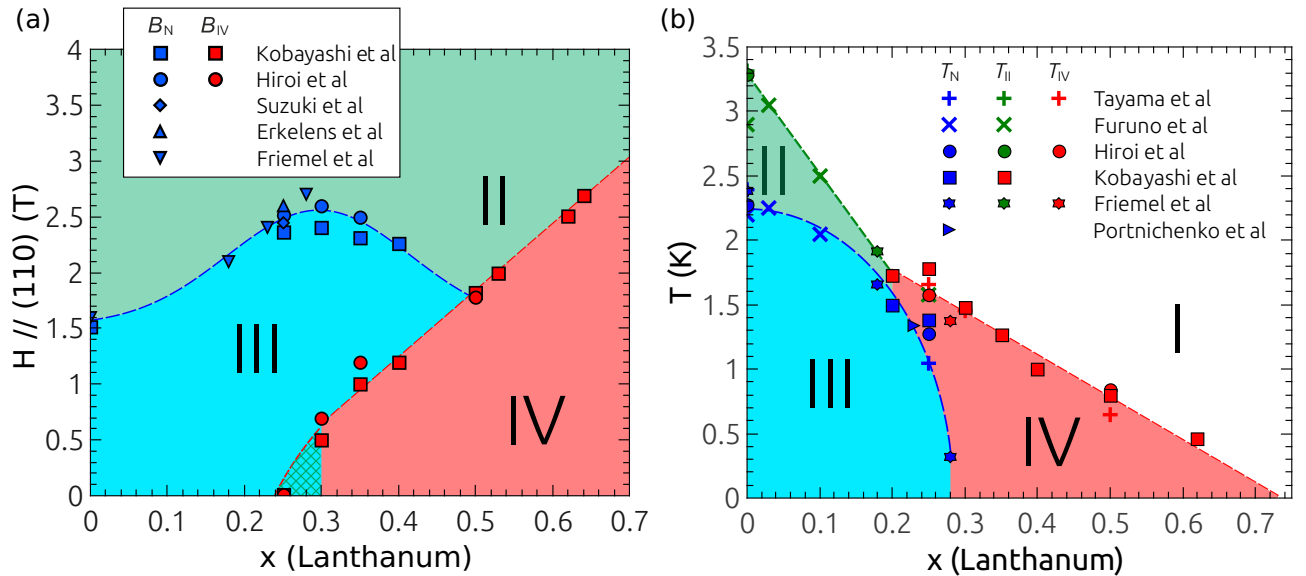 (a)
B_N B_IV
Kobayashi et al
Hiroi et al
Suzuki et al
Erkelens et al
Friemel et al
H // (110) (T)
4
3.5
3
2.5
2
1.5
1
0.5
0
II
III
IV
0 0.1 0.2 0.3 0.4 0.5 0.6 0.7
x (Lanthanum)
(b)
T_N T_II T_IV
Tayama et al
Furuno et al
Hiroi et al
Kobayashi et al
Friemel et al
Portnichenko et al
T (K)
3.5
3.0
2.5
2.0
1.5
1
0.5
0
II
I
III
IV
0 0.1 0.2 0.3 0.4 0.5 0.6 0.7
x (Lanthanum)